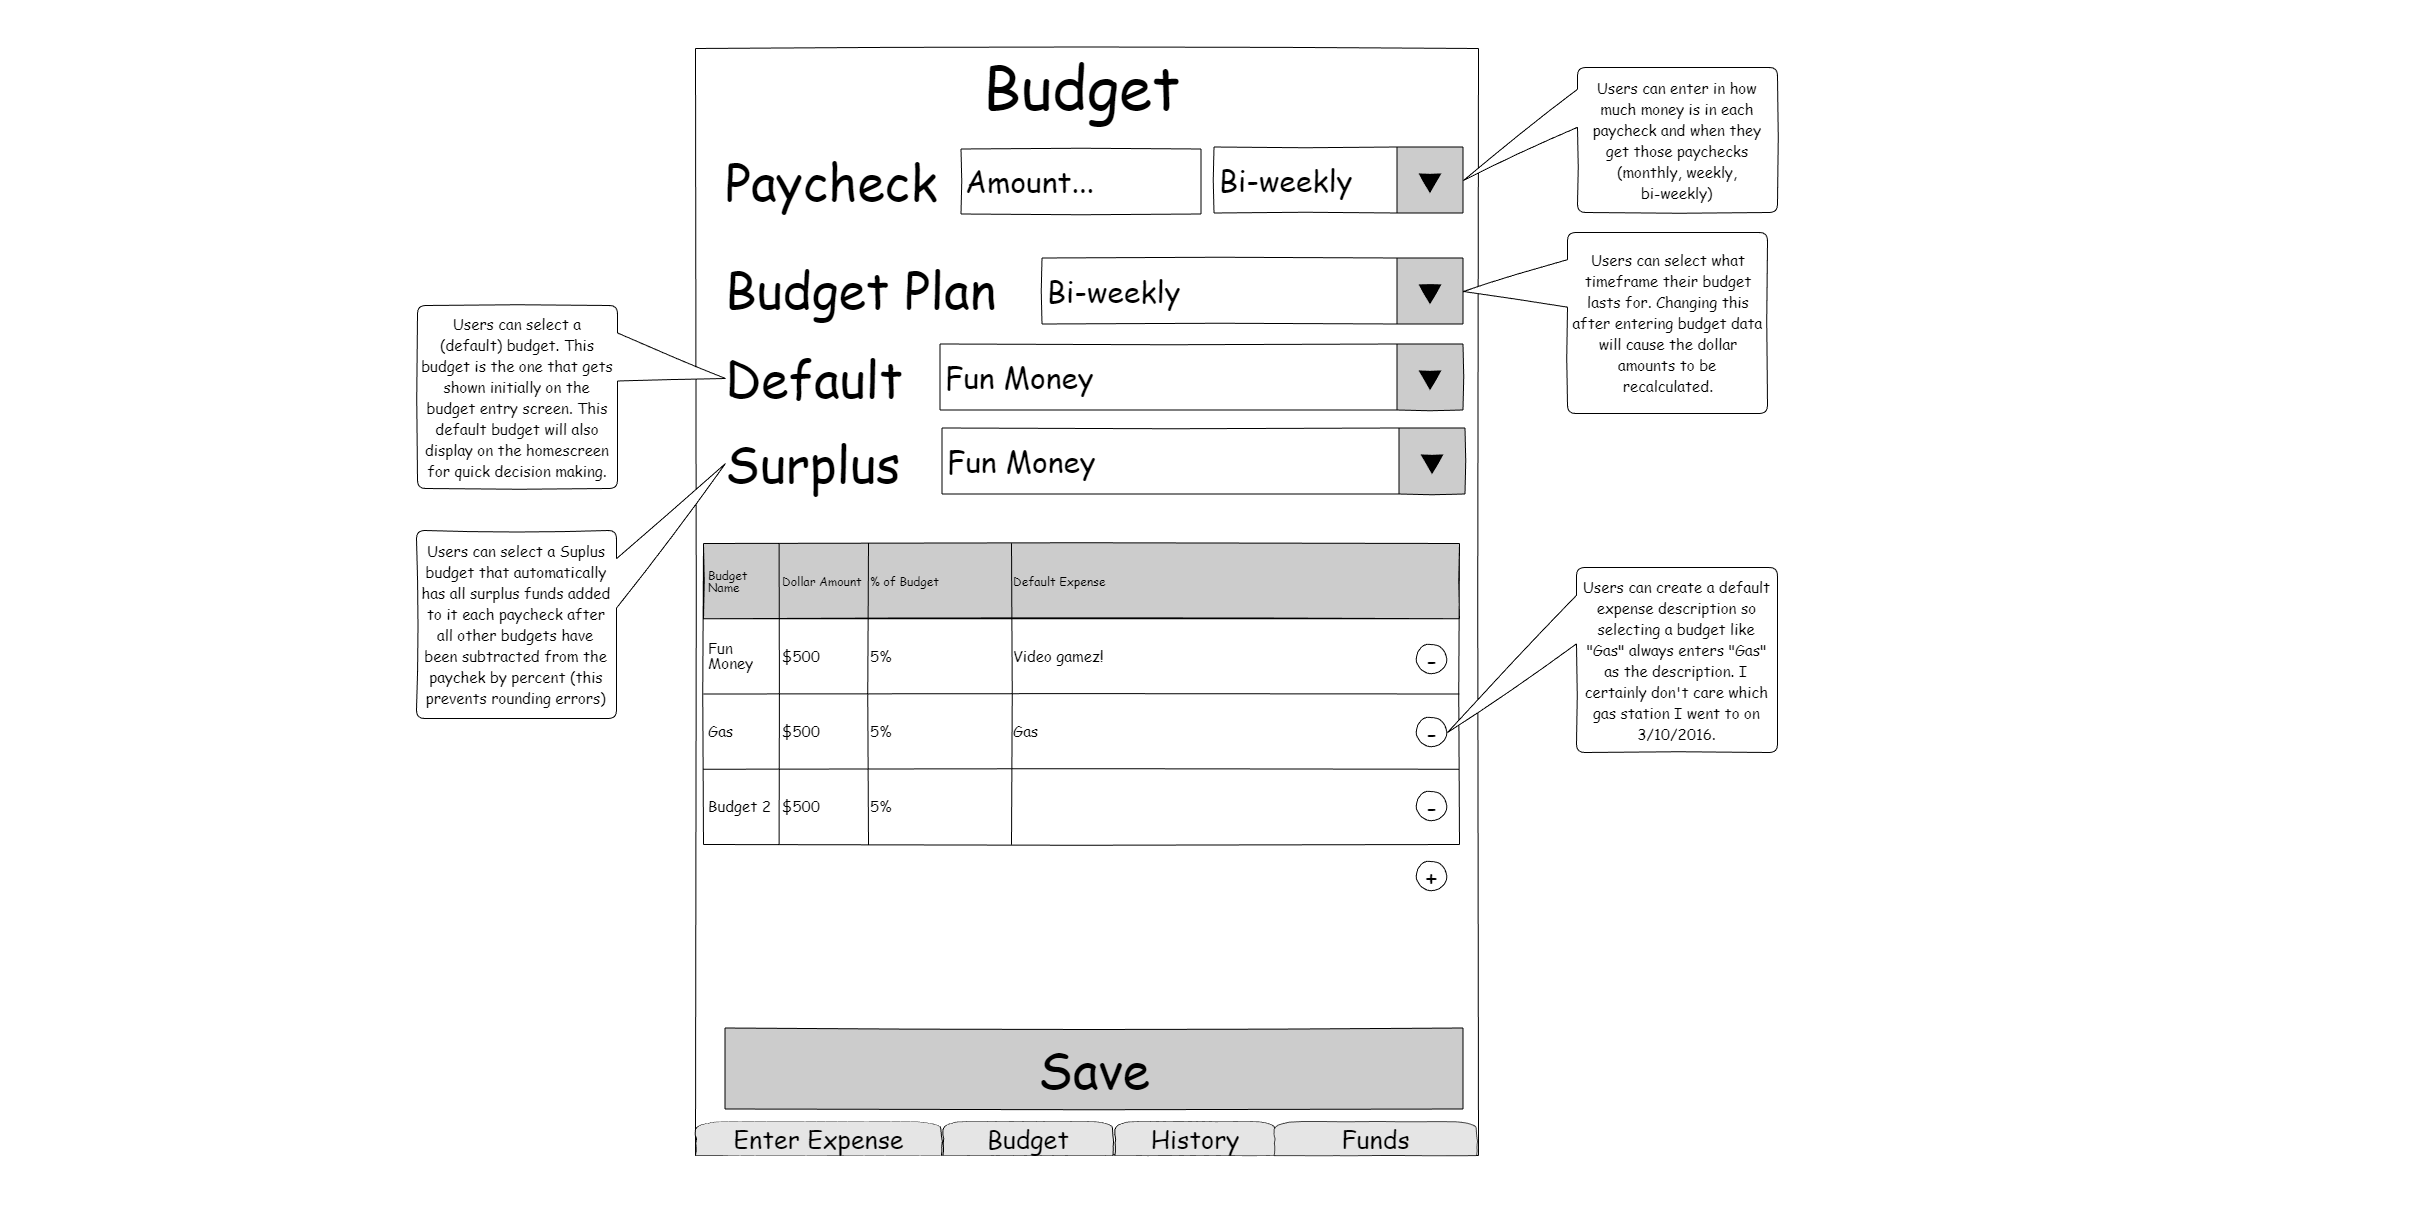 Budget
Paycheck
Amount...
Bi-weekly
Users can enter in how
much money is in each
paycheck and when they
get those paychecks
(monthly, weekly,
bi-weekly)
Budget Plan
Bi-weekly
Users can select what
timeframe their budget
lasts for. Changing this
after entering budget data
will cause the dollar
amounts to be
recalculated.
Users can select a
(default) budget. This
budget is the one that gets
shown initially on the
budget entry screen. This
default budget will also
display on the homescreen
for quick decision making.
Default
Fun Money
Surplus
Fun Money
Users can select a Suplus
budget that automatically
has all surplus funds added
to it each paycheck after
all other budgets have
been subtracted from the
paychek by percent (this
prevents rounding errors)
Budget
Name
Dollar Amount
% of Budget
Default Expense
Fun
Money
$500
5%
Video gamez!
-
Gas
$500
5%
Gas
-
Budget 2
$500
5%
-
+
Users can create a default
expense description so
selecting a budget like
"Gas" always enters "Gas"
as the description. I
certainly don't care which
gas station I went to on
3/10/2016.
Save
Enter Expense
Budget
History
Funds